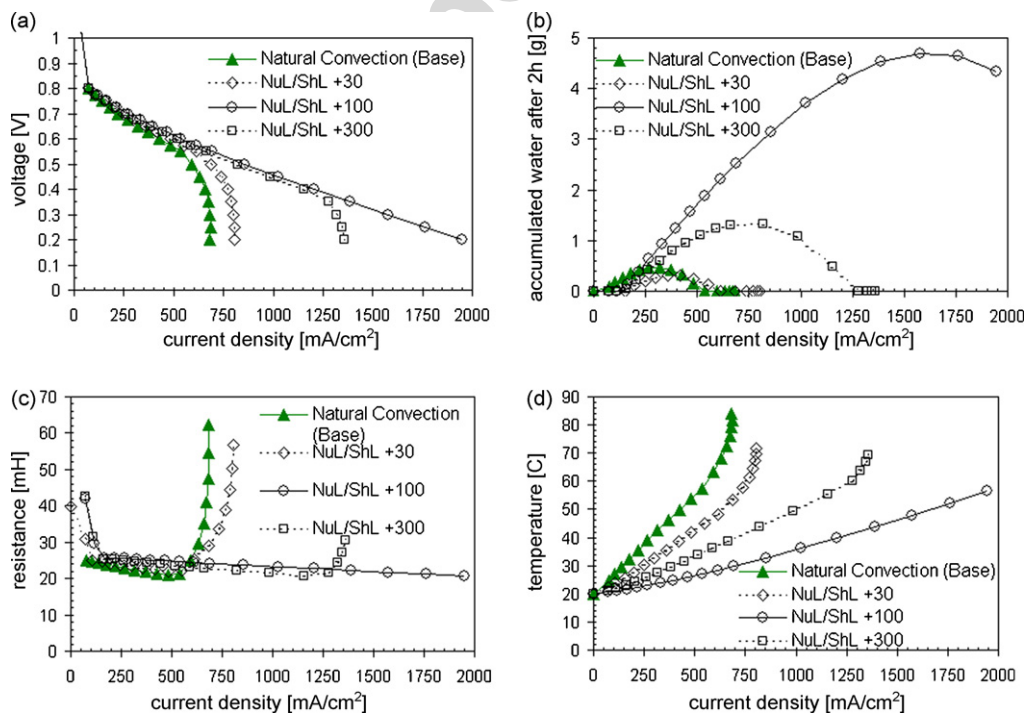 (a)
voltage [V]
1
0.9
0.8
0.7
0.6
0.5
0.4
0.3
0.2
0.1
0
Natural Convection (Base)
NuL/ShL +30
NuL/ShL +100
NuL/ShL +300
0 250 500 750 1000 1250 1500 1750 2000
current density [mA/cm²]
(b)
accumulated water after 2h [g]
5
4
3
2
1
0
Natural Convection (Base)
NuL/ShL +30
NuL/ShL +100
NuL/ShL +300
0 250 500 750 1000 1250 1500 1750 2000
current density [mA/cm²]
(c)
resistance [mH]
70
60
50
40
30
20
10
0
Natural Convection
(Base)
NuL/ShL +30
NuL/ShL +100
NuL/ShL +300
0 250 500 750 1000 1250 1500 1750 2000
current density [mA/cm²]
(d)
temperature [C]
90
80
70
60
50
40
30
20
10
0
Natural Convection (Base)
NuL/ShL +30
NuL/ShL +100
NuL/ShL +300
0 250 500 750 1000 1250 1500 1750 2000
current density [mA/cm²]